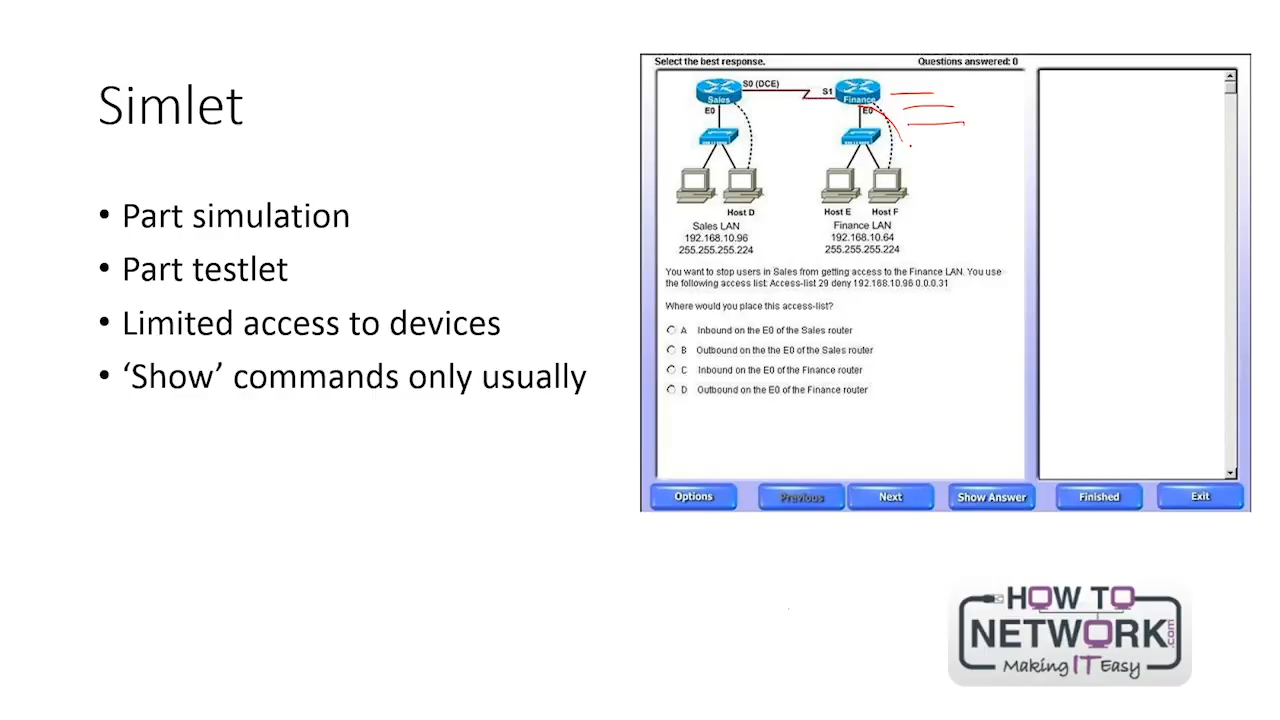 Simlet
• Part simulation
• Part testlet
• Limited access to devices
• ‘Show’ commands only usually
Select the best response.
Questions answered: 0
S0 (DCE)
S1
Sales
Finance
E0
E0
Host D
Host E
Host F
Sales LAN
192.168.10.96
255.255.255.224
Finance LAN
192.168.10.64
255.255.255.224
You want to stop users in Sales from getting access to the Finance LAN. You use
the following access list: Access-list 29 deny 192.168.10.96 0.0.0.31
Where would you place this access-list?
A Inbound on the E0 of the Sales router
B Outbound on the the E0 of the Sales router
C Inbound on the E0 of the Finance router
D Outbound on the E0 of the Finance router
Options
Previous
Next
Show Answer
Finished
Exit
HOW TO
NETWORK.com
Making IT Easy